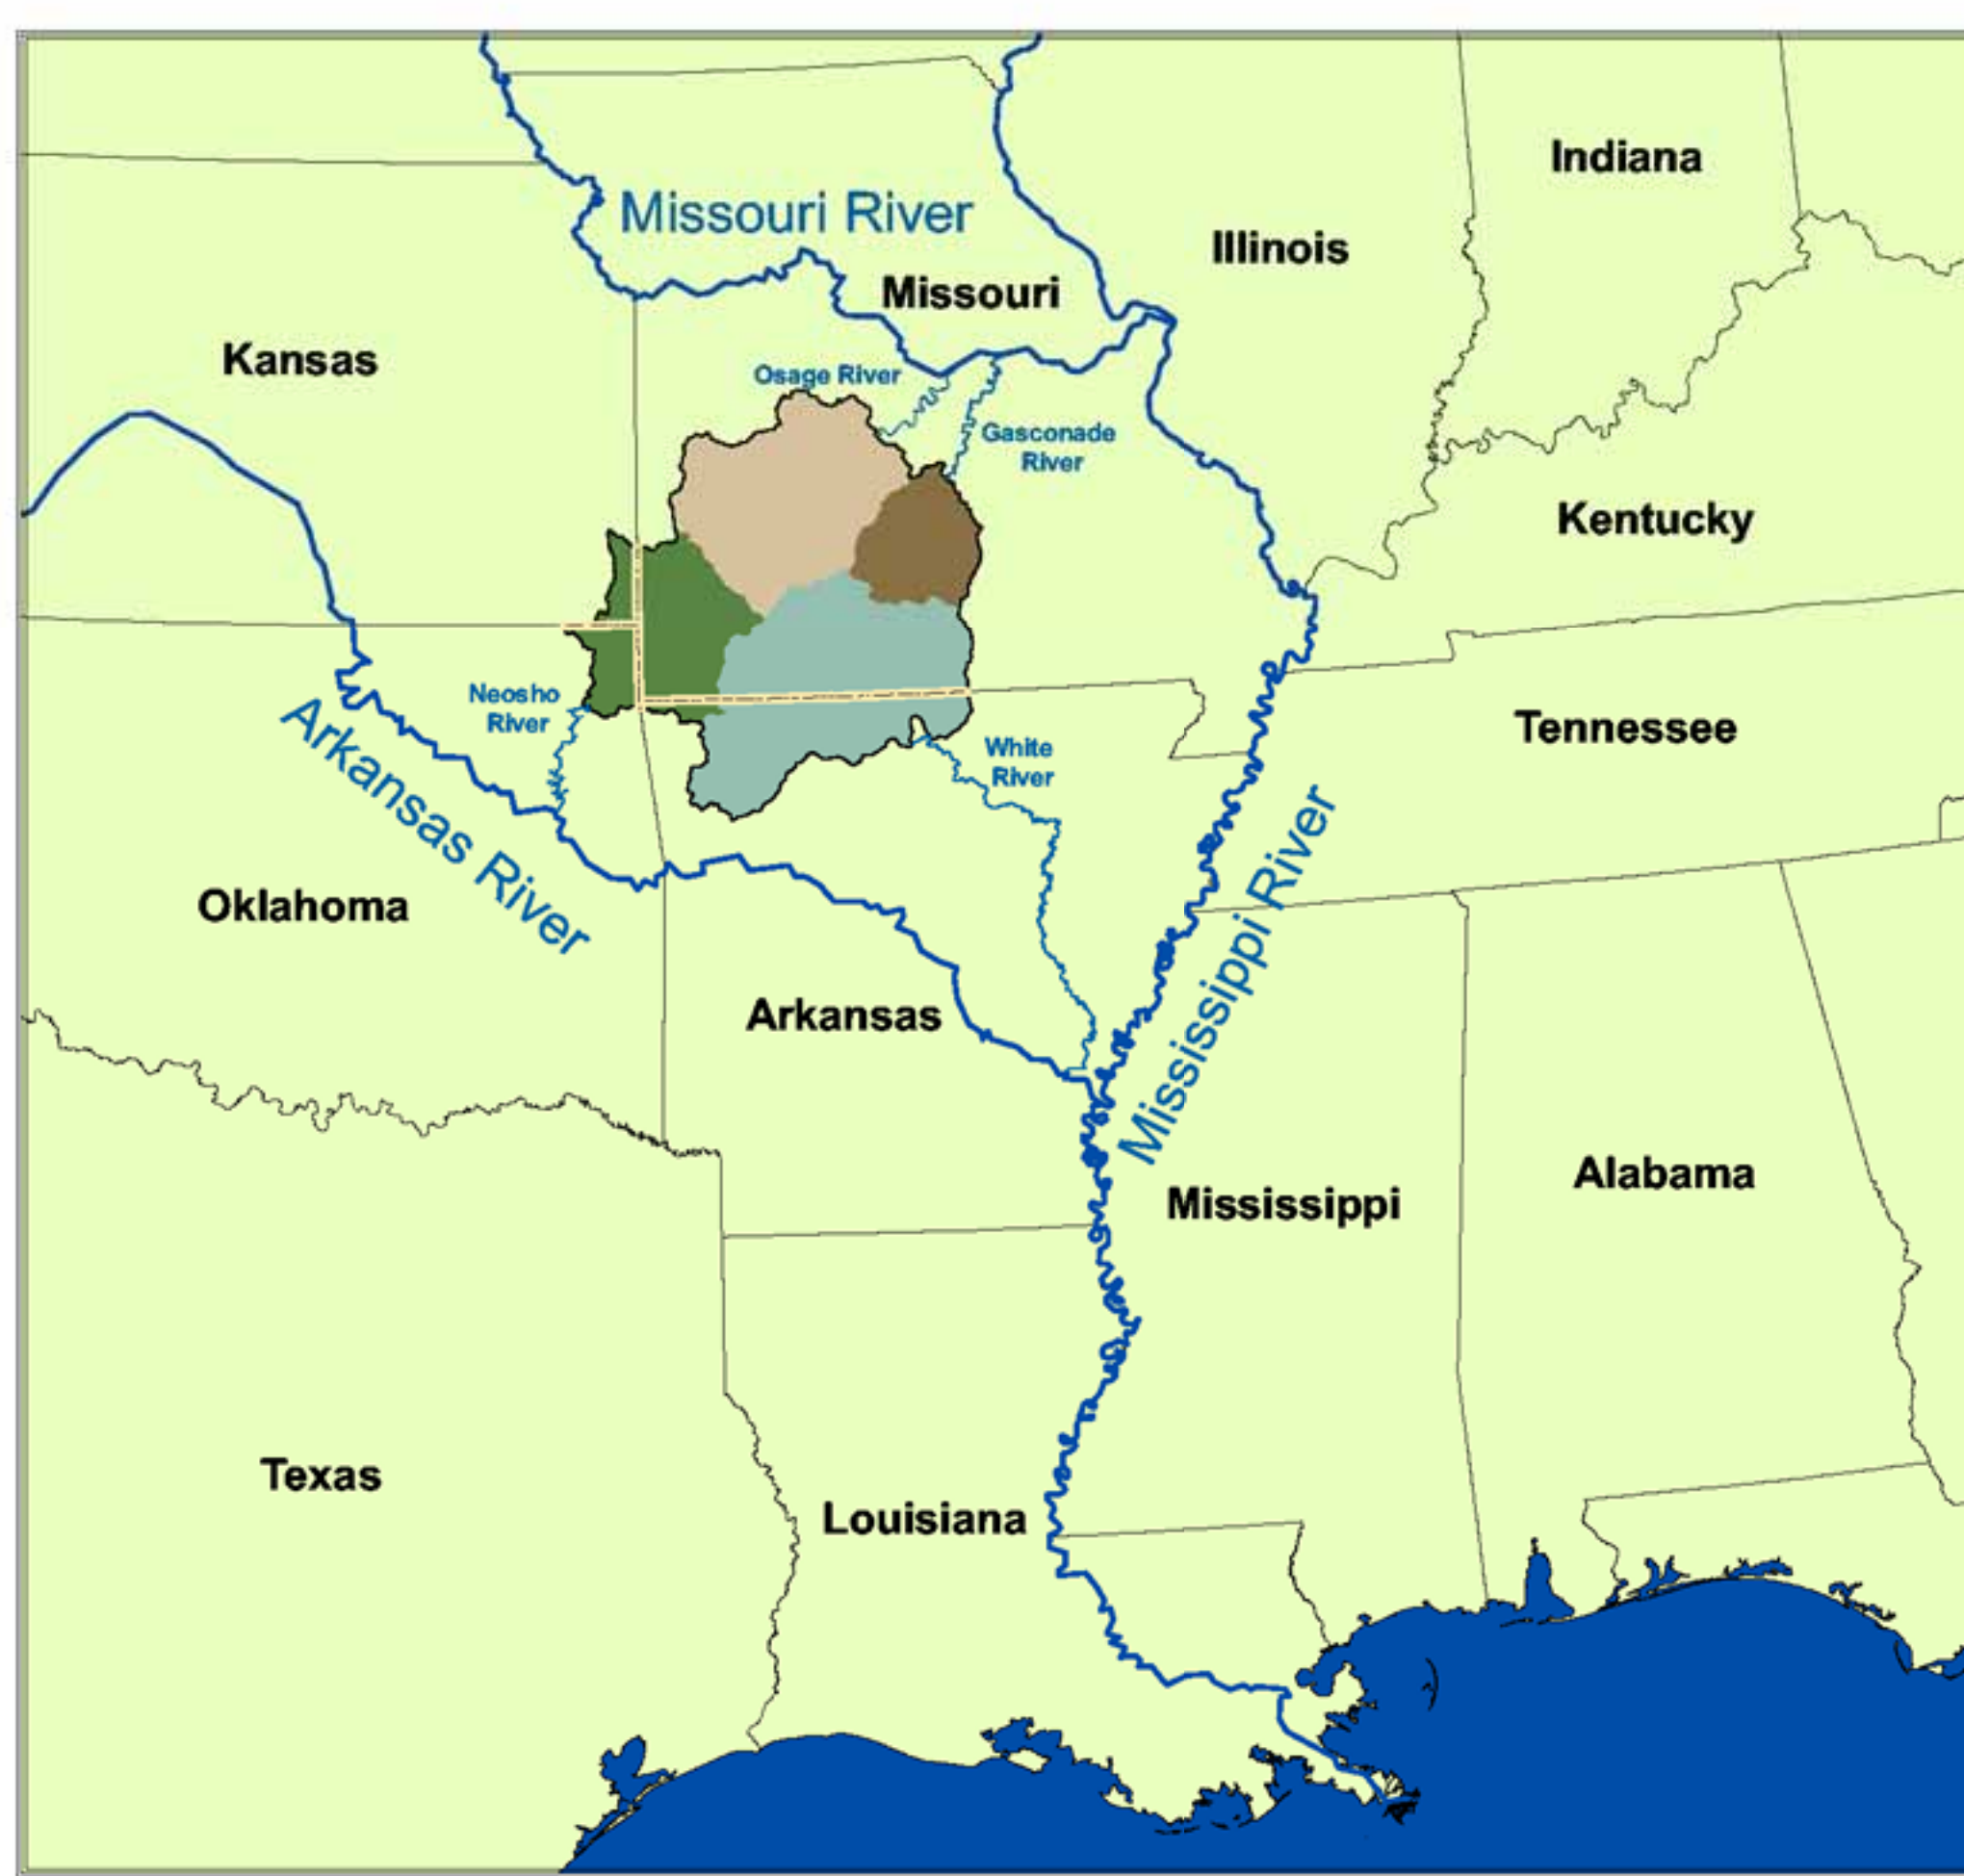 Indiana
Missouri River
Illinois
Missouri
Kansas
Osage River
Gasconade
River
Kentucky
Neosho
River
Arkansas River
White
River
Tennessee
Mississippi River
Oklahoma
Arkansas
Mississippi
Alabama
Texas
Louisiana